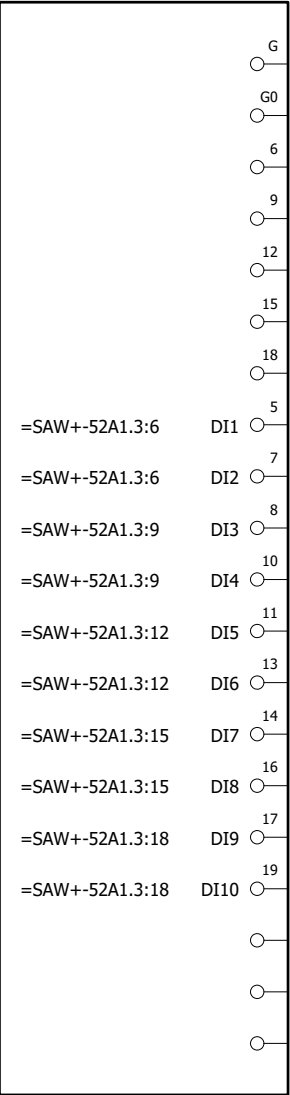 G
G0
6
9
12
15
18
=SAW+-52A1.3:6 DI1 5
=SAW+-52A1.3:6 DI2 7
=SAW+-52A1.3:9 DI3 8
=SAW+-52A1.3:9 DI4 10
=SAW+-52A1.3:12 DI5 11
=SAW+-52A1.3:12 DI6 13
=SAW+-52A1.3:15 DI7 14
=SAW+-52A1.3:15 DI8 16
=SAW+-52A1.3:18 DI9 17
=SAW+-52A1.3:18 DI10 19